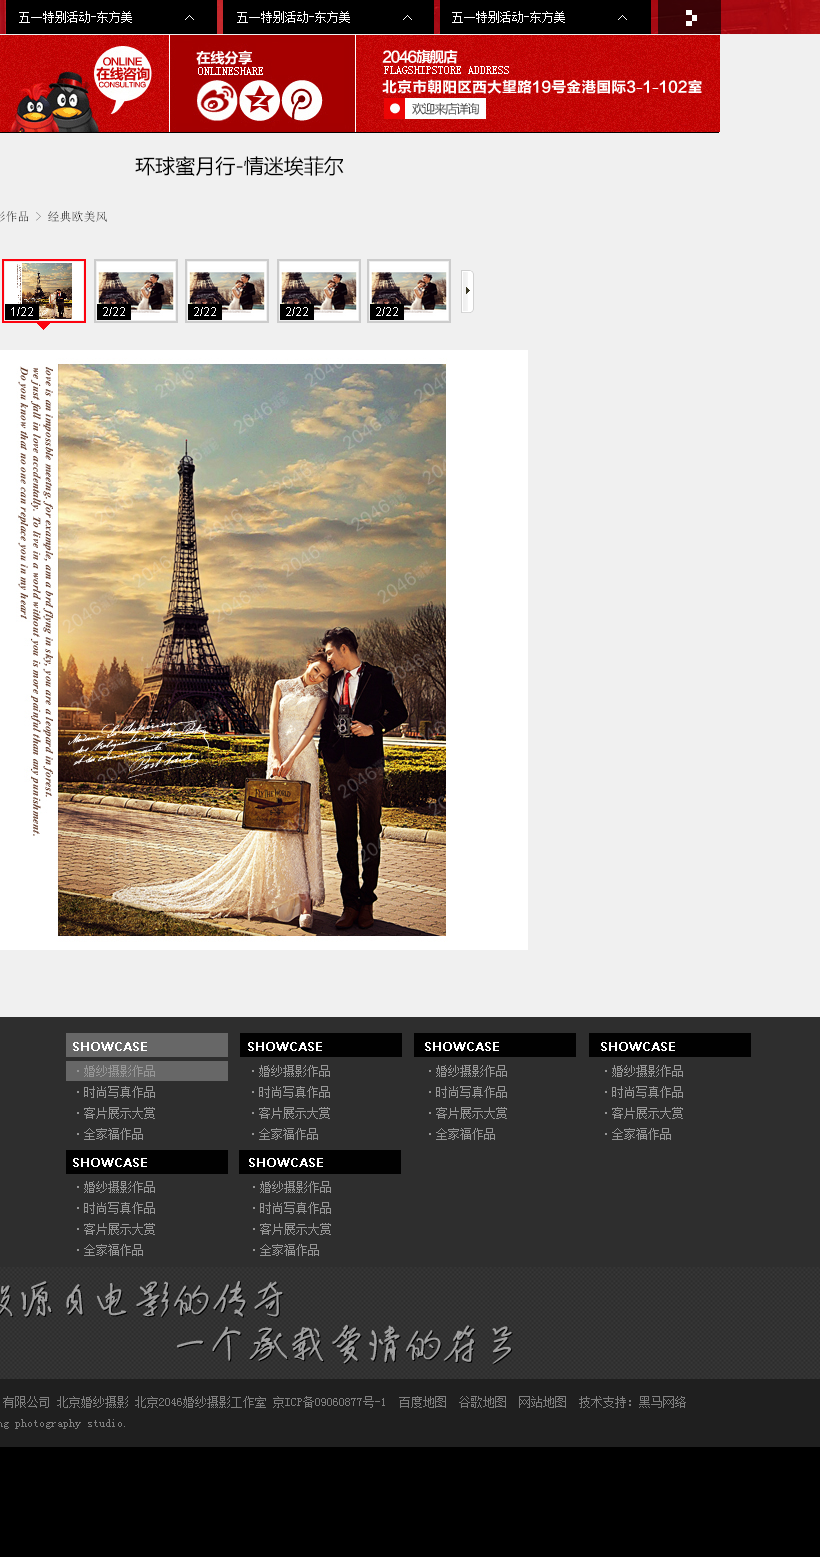 五一特别活动-东方美
五一特别活动-东方美
五一特别活动-东方美
ONLINE
在线咨询
CONSULTING
在线分享
ONLINESHARE
2046旗舰店
FLAGSHIPSTORE ADDRESS
北京市朝阳区西大望路19号金港国际3-1-102室
欢迎来店详询
环球蜜月行-情迷埃菲尔
影作品 > 经典欧美风
1/22
2/22
2/22
2/22
2/22
love is an impossble meetng. for example, am a brd flyng in sky, you are a leopard in forest.
we just fall in love accdentally. To live in a world without you is more painful than any punishment.
Do you know that no one can replace you in my heart
2046
Post card
SHOWCASE
·婚纱摄影作品
·时尚写真作品
·客片展示大赏
·全家福作品
SHOWCASE
·婚纱摄影作品
·时尚写真作品
·客片展示大赏
·全家福作品
SHOWCASE
·婚纱摄影作品
·时尚写真作品
·客片展示大赏
·全家福作品
SHOWCASE
·婚纱摄影作品
·时尚写真作品
·客片展示大赏
·全家福作品
SHOWCASE
·婚纱摄影作品
·时尚写真作品
·客片展示大赏
·全家福作品
SHOWCASE
·婚纱摄影作品
·时尚写真作品
·客片展示大赏
·全家福作品
源自电影的传奇
一个承载爱情的符号
有限公司 北京婚纱摄影 北京2046婚纱摄影工作室 京ICP备09060877号-1 百度地图 谷歌地图 网站地图 技术支持：黑马网络
ng photography studio.